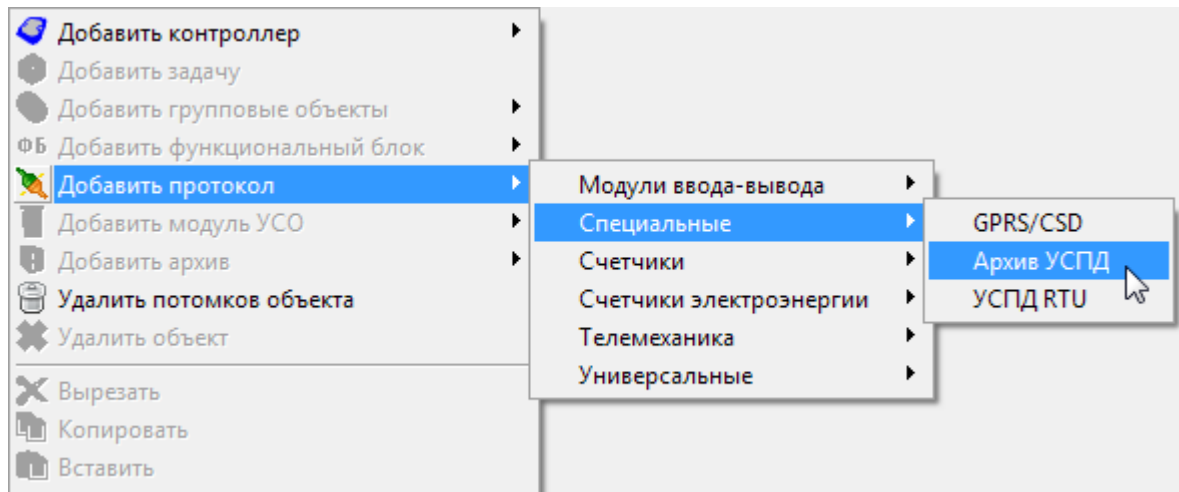 Добавить контроллер
Добавить задачу
Добавить групповые объекты
ФБ Добавить функциональный блок
Добавить протокол
Добавить модуль УСО
Добавить архив
Удалить потомков объекта
Удалить объект
Вырезать
Копировать
Вставить
Модули ввода-вывода
Специальные
Счетчики
Счетчики электроэнергии
Телемеханика
Универсальные
GPRS/CSD
Архив УСПД
УСПД RTU